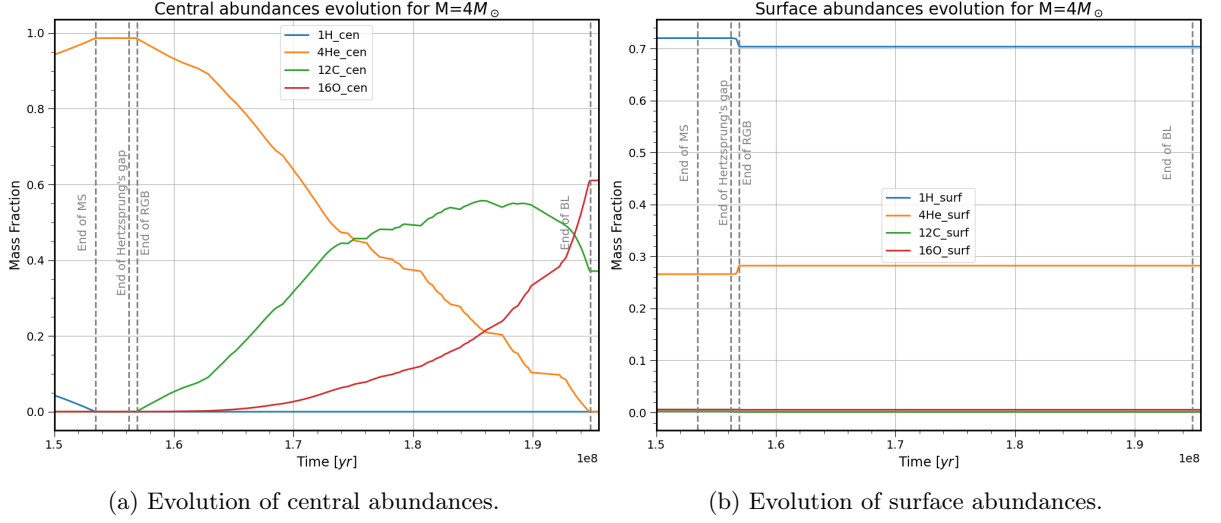 Central abundances evolution for M=4M⊙
Mass Fraction
1.0
0.8
0.6
0.4
0.2
0.0
End of MS
End of Hertzsprung's gap
End of RGB
End of BL
1H_cen
4He_cen
12C_cen
16O_cen
1.5 1.6 1.7 1.8 1.9
1e8
Time [yr]
(a) Evolution of central abundances.
Surface abundances evolution for M=4M⊙
Mass Fraction
0.7
0.6
0.5
0.4
0.3
0.2
0.1
0.0
End of MS
End of Hertzsprung's gap
End of RGB
End of BL
1H_surf
4He_surf
12C_surf
16O_surf
1.5 1.6 1.7 1.8 1.9
1e8
Time [yr]
(b) Evolution of surface abundances.